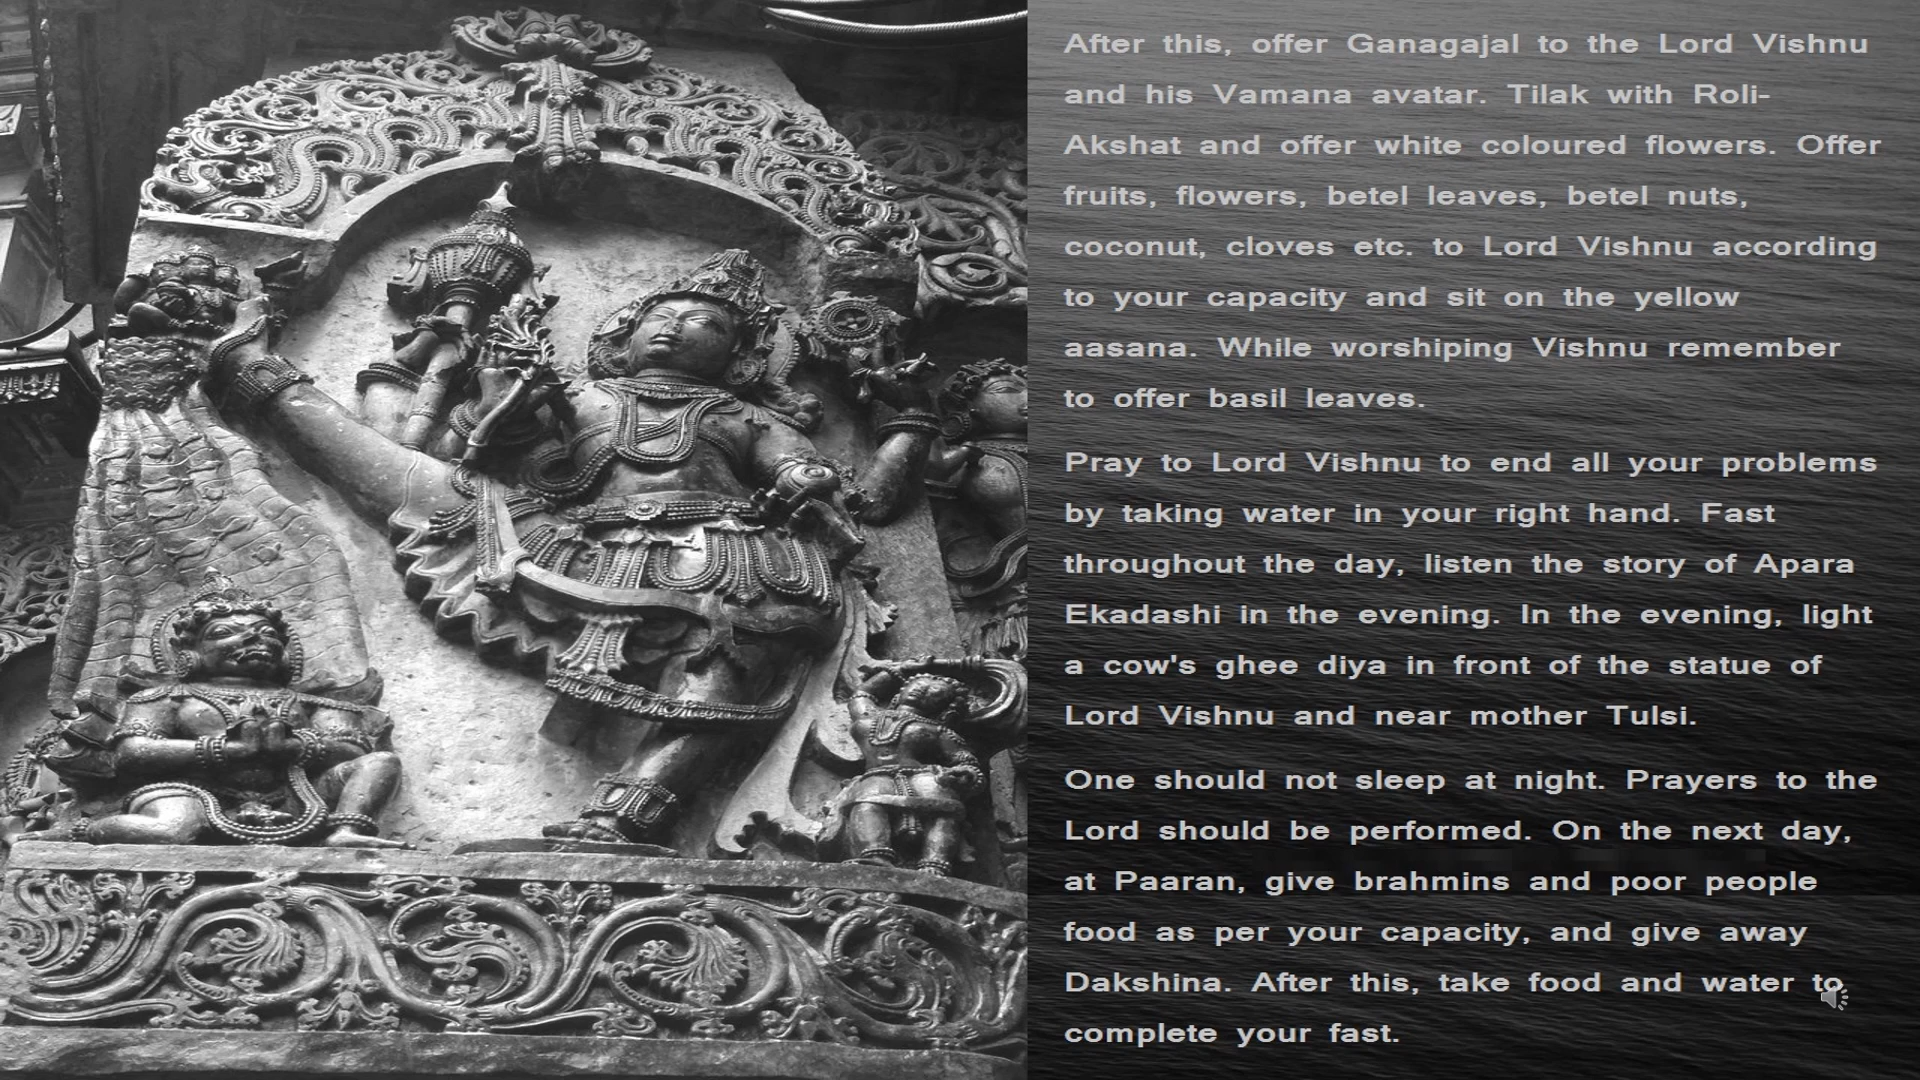 After this, offer Ganagajal to the Lord Vishnu
and his Vamana avatar. Tilak with Roli-
Akshat and offer white coloured flowers. Offer
fruits, flowers, betel leaves, betel nuts,
coconut, cloves etc. to Lord Vishnu according
to your capacity and sit on the yellow
aasana. While worshiping Vishnu remember
to offer basil leaves.
Pray to Lord Vishnu to end all your problems
by taking water in your right hand. Fast
throughout the day, listen the story of Apara
Ekadashi in the evening. In the evening, light
a cow's ghee diya in front of the statue of
Lord Vishnu and near mother Tulsi.
One should not sleep at night. Prayers to the
Lord should be performed. On the next day,
at Paaran, give brahmins and poor people
food as per your capacity, and give away
Dakshina. After this, take food and water to
complete your fast.